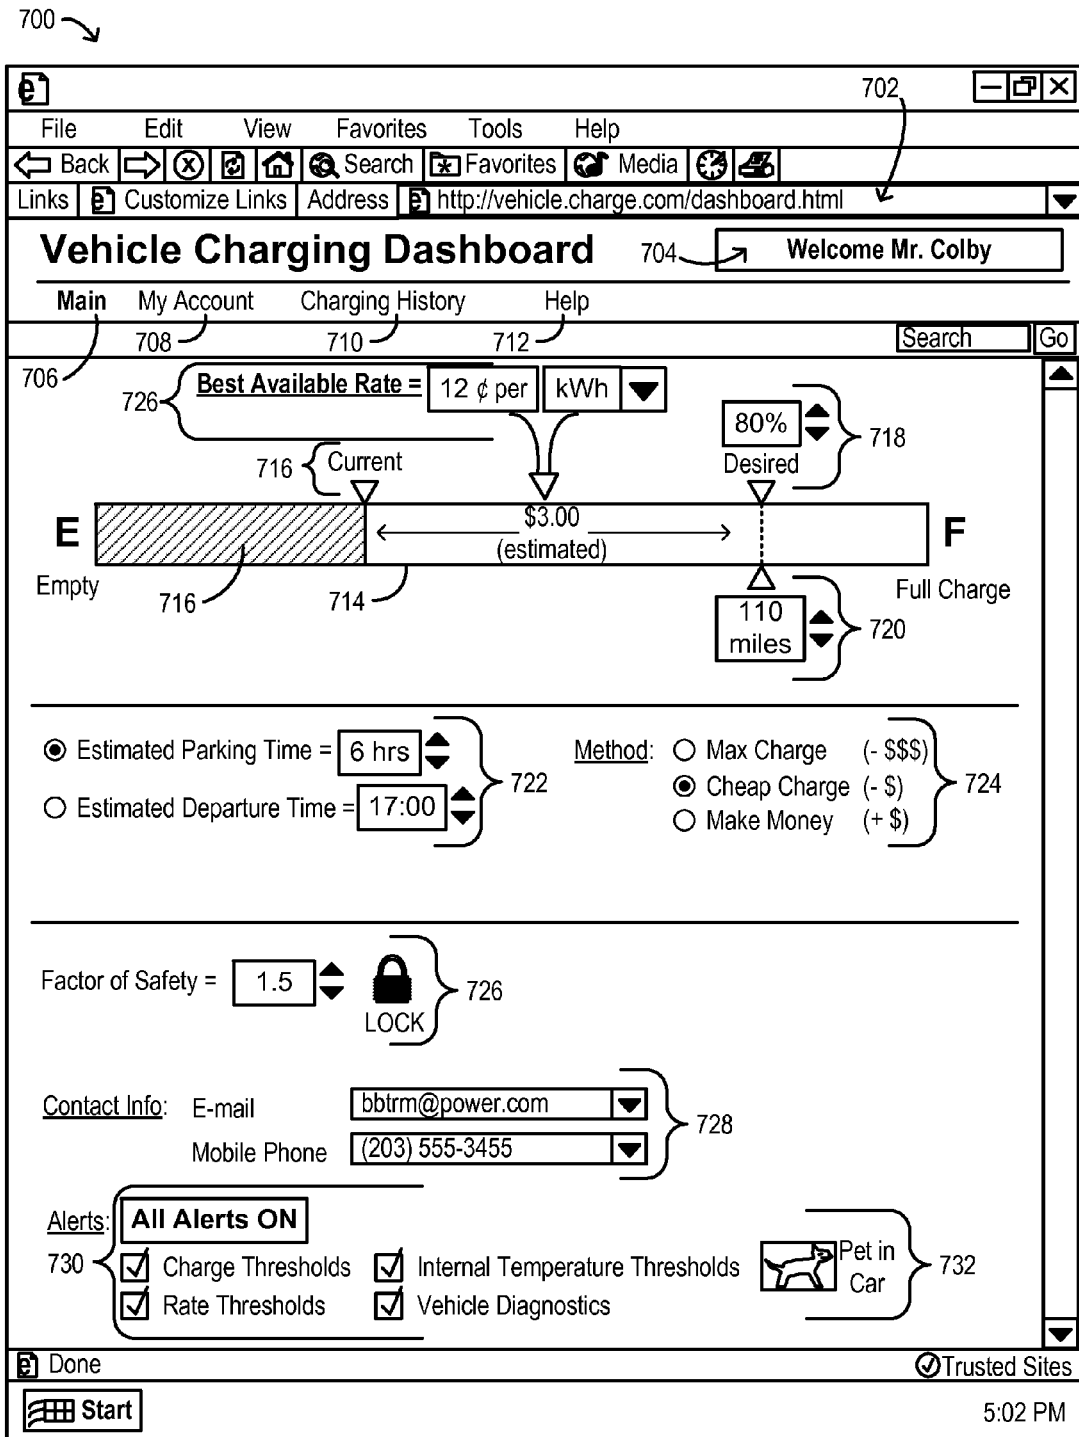 700
702
File Edit View Favorites Tools Help
Back Search Favorites Media
Links Customize Links Address http://vehicle.charge.com/dashboard.html
Vehicle Charging Dashboard 704 Welcome Mr. Colby
Main My Account Charging History Help
706 708 710 712 Search Go
726 Best Available Rate = 12 ¢ per kWh
80% 718
716 Current Desired
E $3.00 F
(estimated)
Empty 716 714 Full Charge
110
miles 720
Estimated Parking Time = 6 hrs Method: Max Charge (- $$$)
722 Cheap Charge (- $) 724
Estimated Departure Time = 17:00 Make Money (+ $)
Factor of Safety = 1.5 726
LOCK
Contact Info: E-mail bbtrm@power.com
728
Mobile Phone (203) 555-3455
Alerts: All Alerts ON
730 Charge Thresholds Internal Temperature Thresholds Pet in 732
Car
Rate Thresholds Vehicle Diagnostics
Done Trusted Sites
Start 5:02 PM